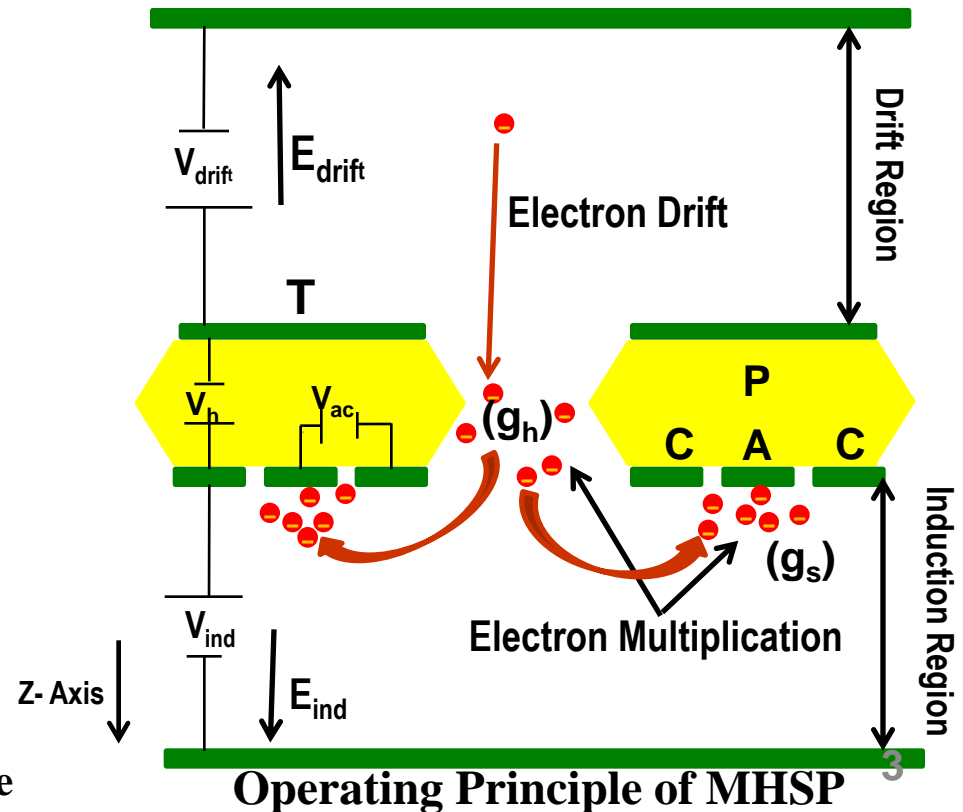 V_drift
E_drift
Drift Region
Electron Drift
T
V_h
V_ac
(g_h)
P
C A C
(g_s)
Induction Region
V_ind
Electron Multiplication
Z- Axis
E_ind
3
e
Operating Principle of MHSP